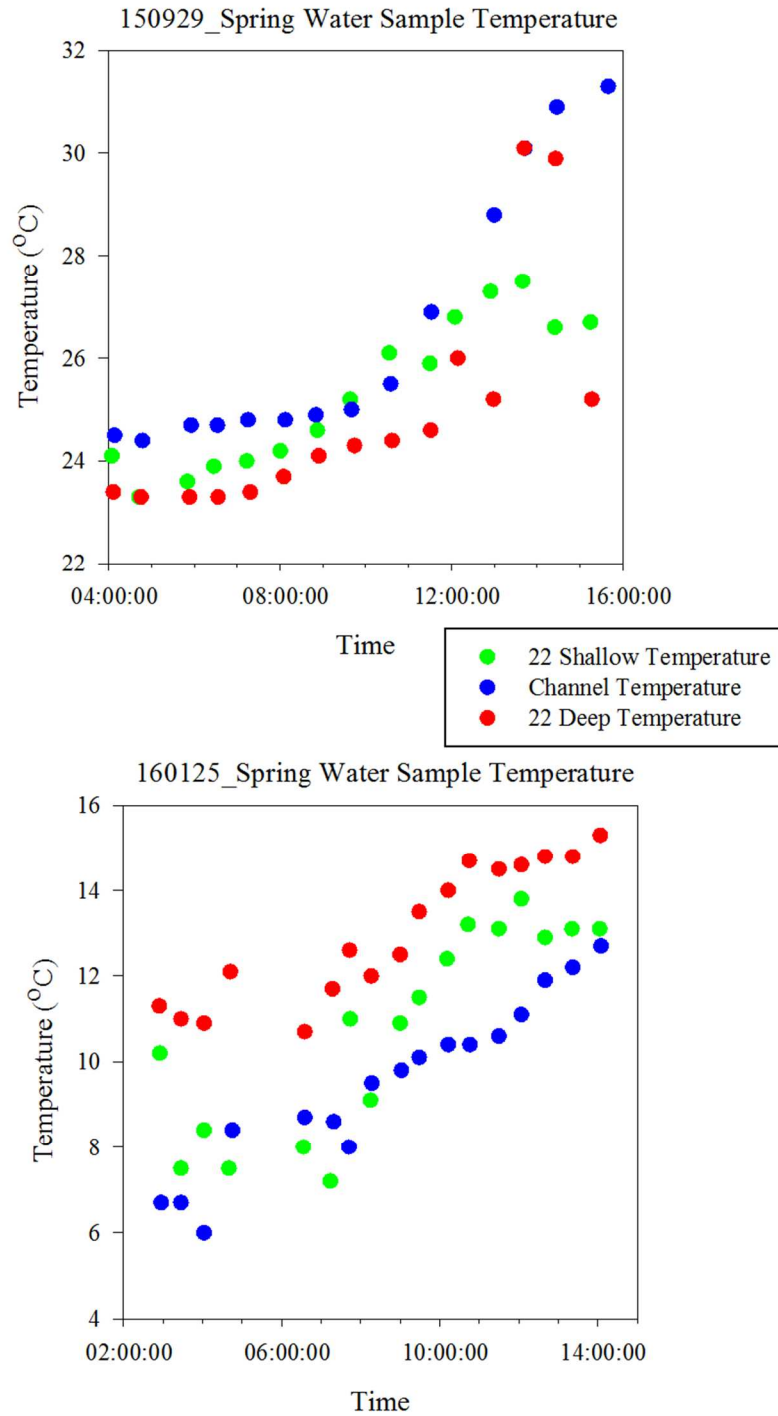 150929_Spring Water Sample Temperature
32
30
28
26
24
22
Temperature (°C)
04:00:00 08:00:00 12:00:00 16:00:00
Time
22 Shallow Temperature
Channel Temperature
22 Deep Temperature
160125_Spring Water Sample Temperature
16
14
12
10
8
6
4
Temperature (°C)
02:00:00 06:00:00 10:00:00 14:00:00
Time